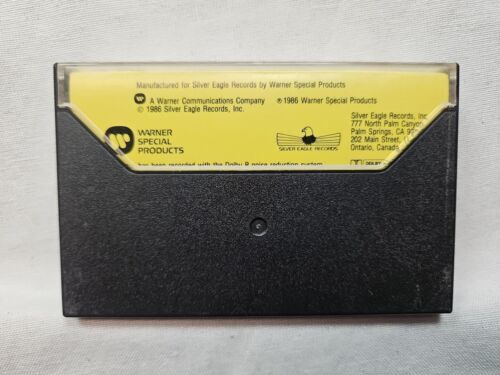 Manufactured for Silver Eagle Records by Warner Special Products
A Warner Communications Company ℗ 1986 Warner Special Products
© 1986 Silver Eagle Records, Inc.
WARNER
SPECIAL
PRODUCTS
SILVER EAGLE RECORDS
Silver Eagle Records, Inc.
777 North Palm Canyon
Palm Springs, CA
202 Main Street,
Ontario, Canada
has been recorded with the Dolby B noise reduction system
DOLBY